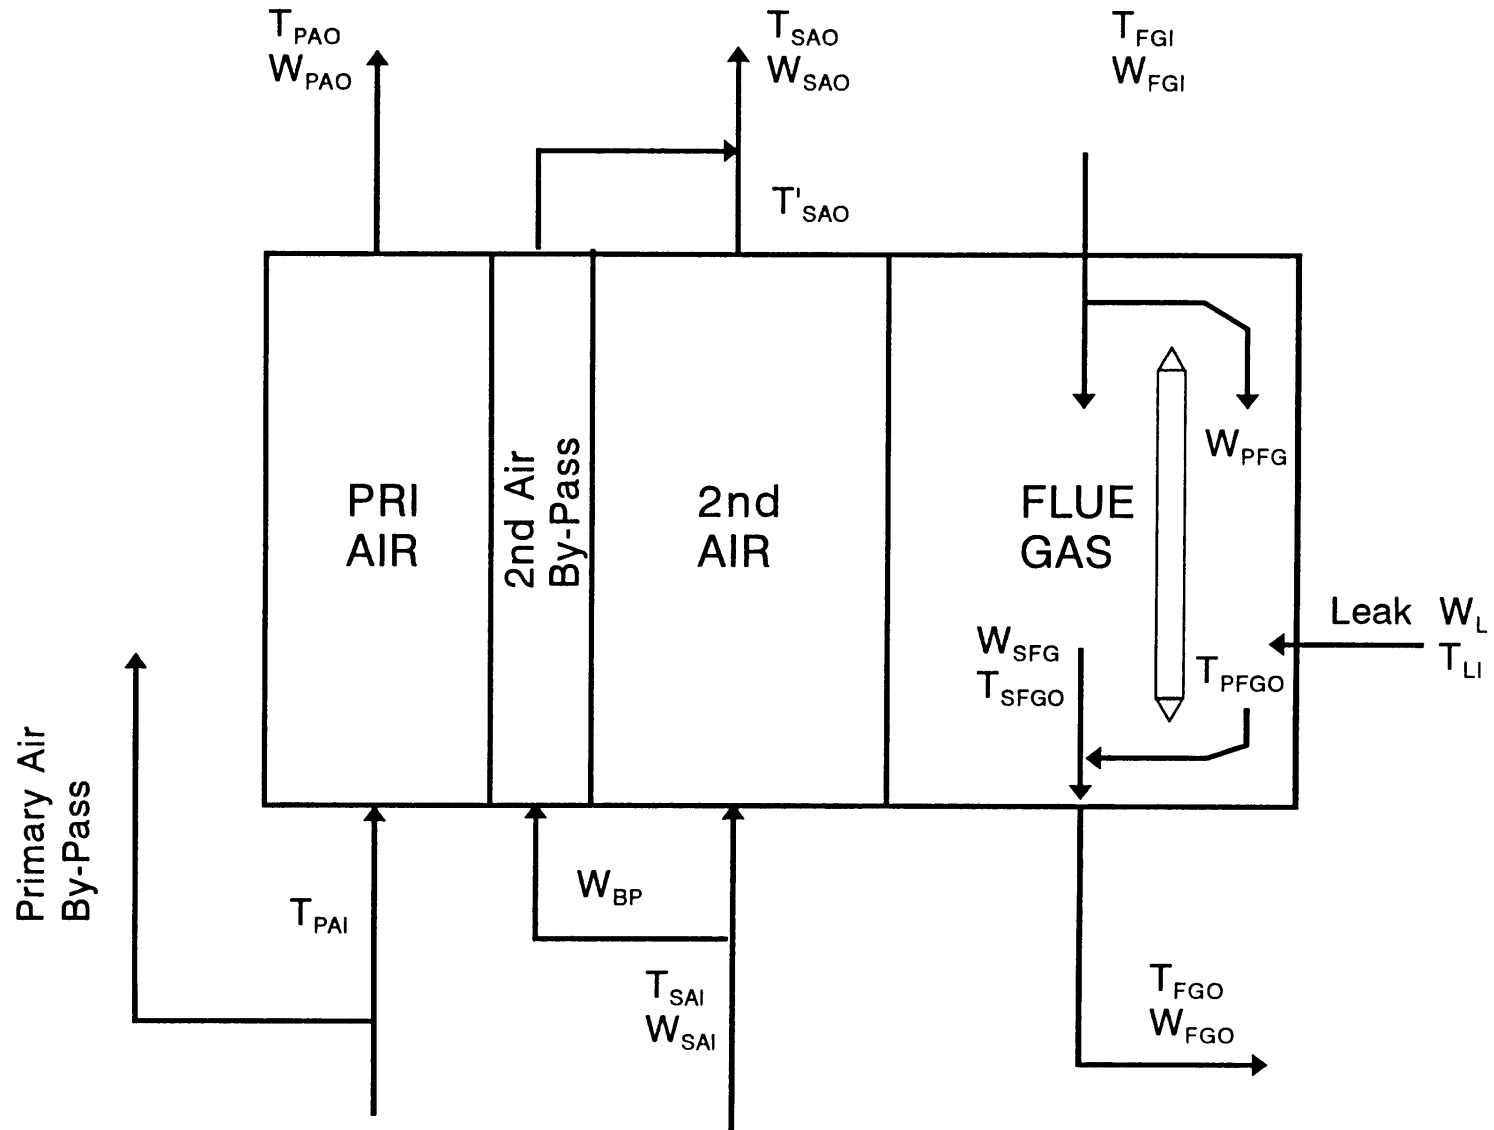 T_PAO
W_PAO
T_SAO
W_SAO
T_FGI
W_FGI
T'_SAO
W_PFG
PRI
AIR
2nd Air
By-Pass
2nd
AIR
FLUE
GAS
Leak
W_L
T_LI
W_SFG
T_SFGO
T_PFGO
Primary Air
By-Pass
T_PAI
W_BP
T_SAI
W_SAI
T_FGO
W_FGO